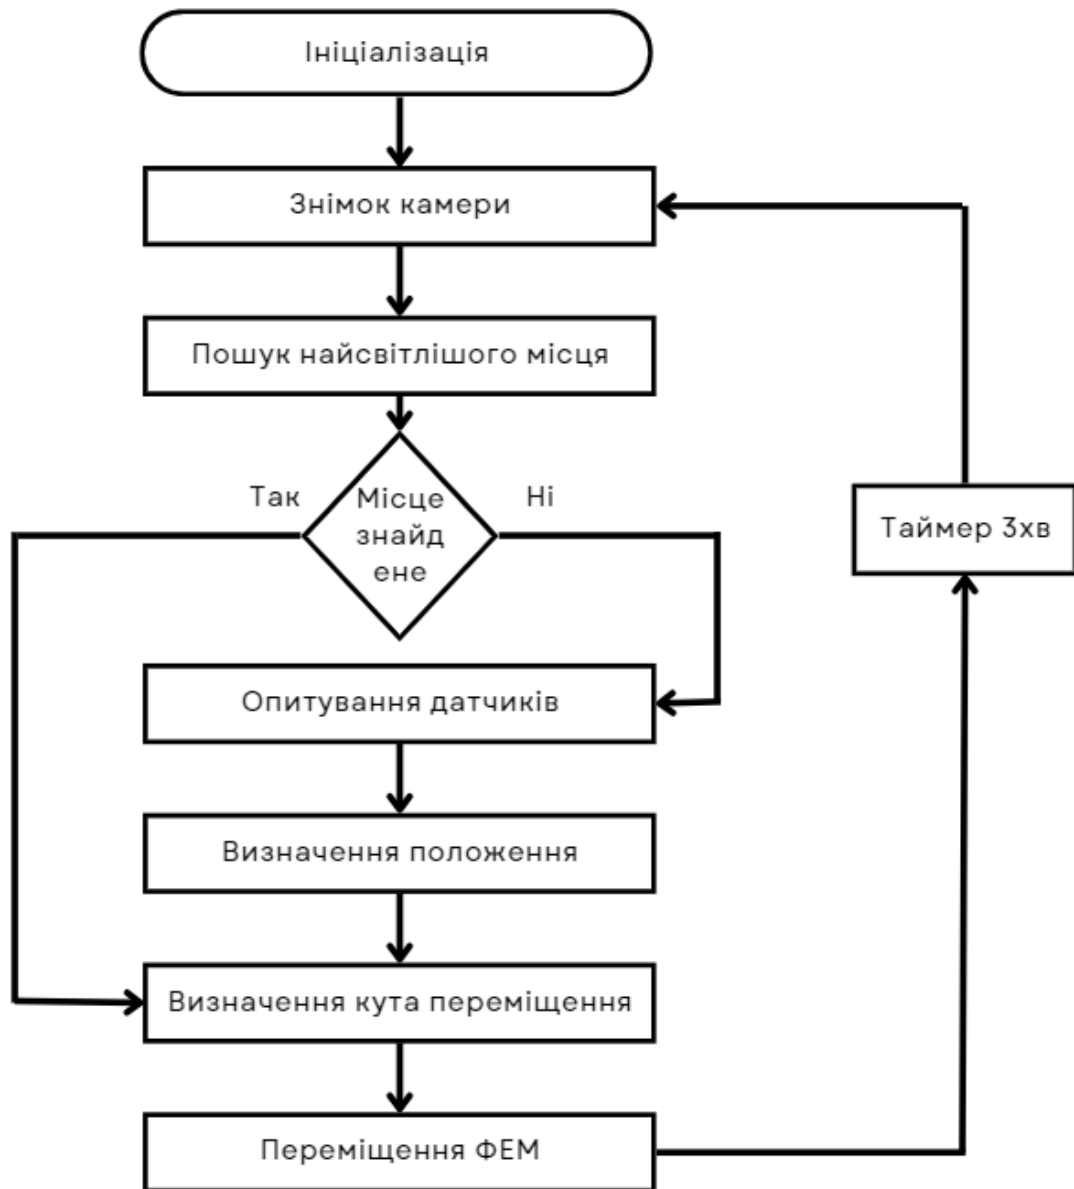 Ініціалізація
Знімок камери
Пошук найсвітлішого місця
Так
Місце
знайд
ене
Ні
Таймер 3хв
Опитування датчиків
Визначення положення
Визначення кута переміщення
Переміщення ФЕМ